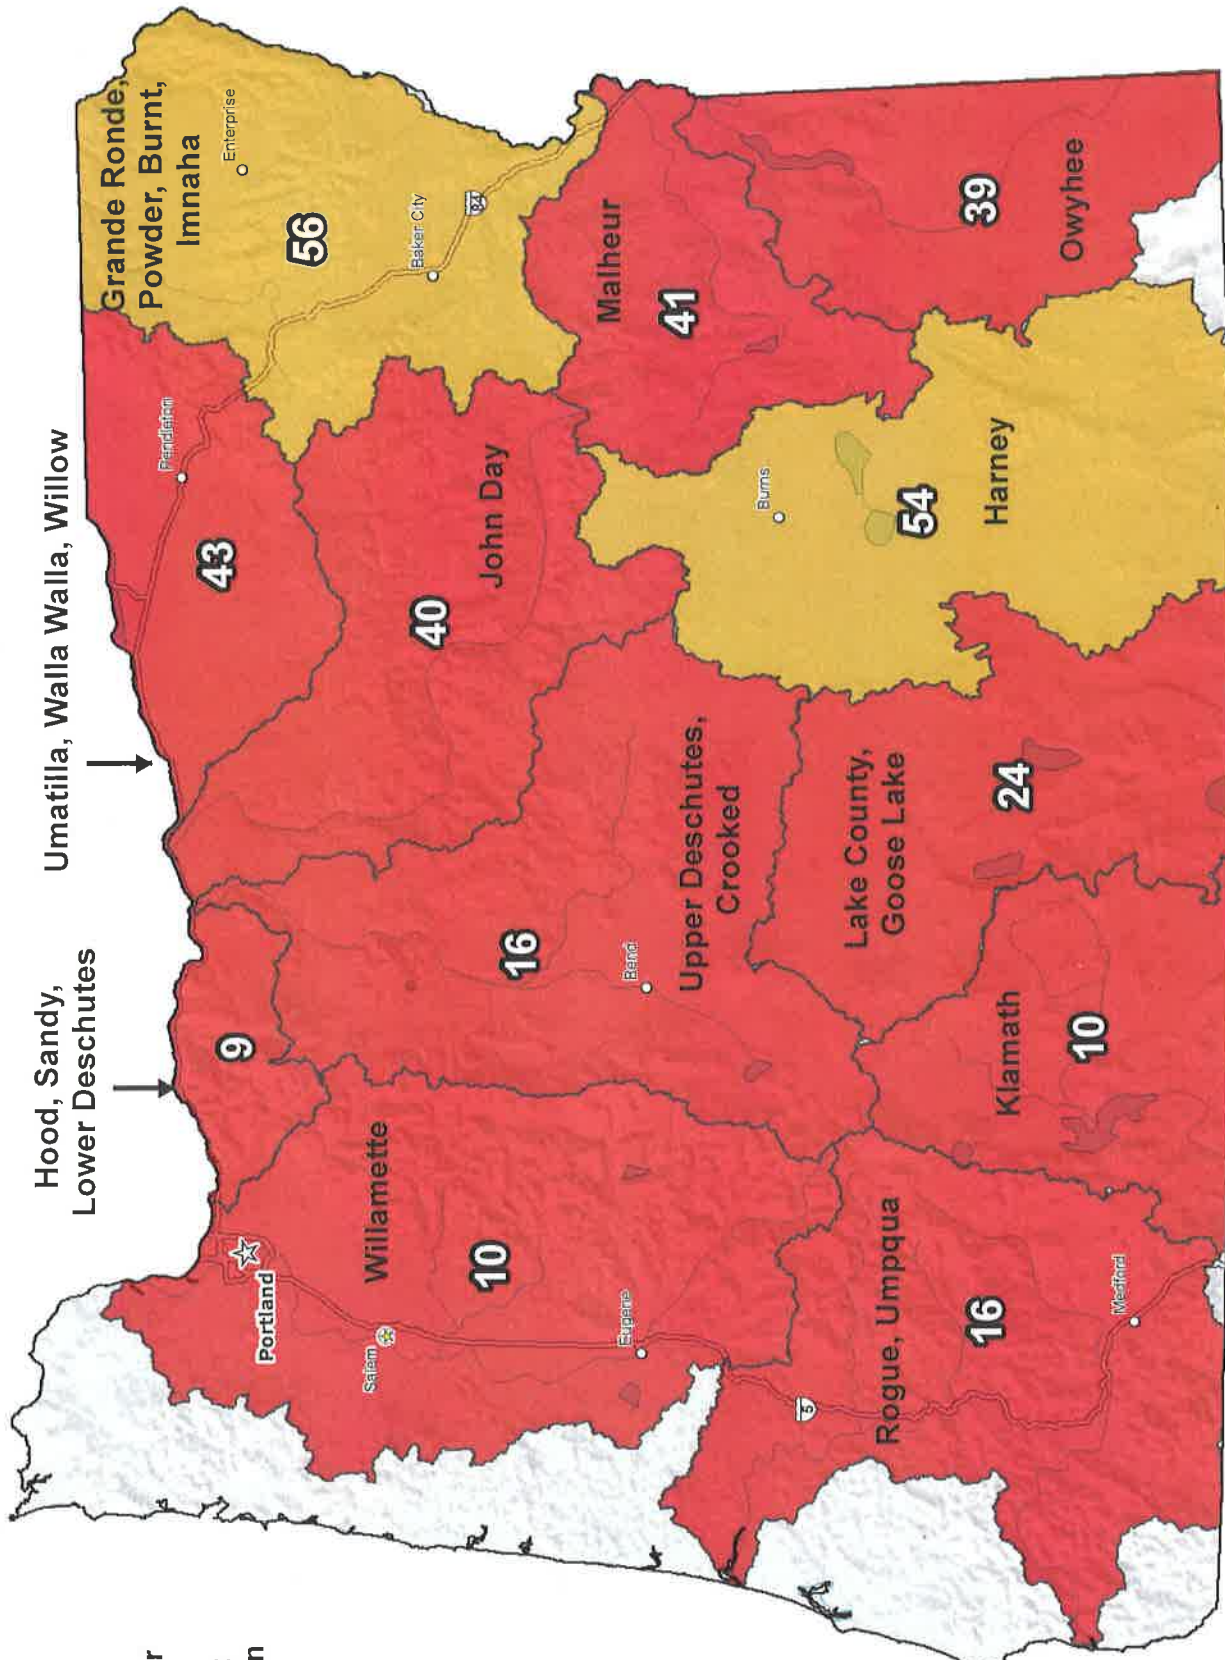 r
n
Hood, Sandy,
Lower Deschutes
Umatilla, Walla Walla, Willow
Grande Ronde,
Powder, Burnt,
Imnaha
Enterprise
Pendleton
9
43
56
Portland
Salem
Willamette
10
Baker City
84
40
John Day
16
Eugene
Bend
Malheur
41
Upper Deschutes,
Crooked
Burns
5
Lake County,
Goose Lake
54
Harney
Rogue, Umpqua
16
Klamath
10
24
39
Owyhee
Medford